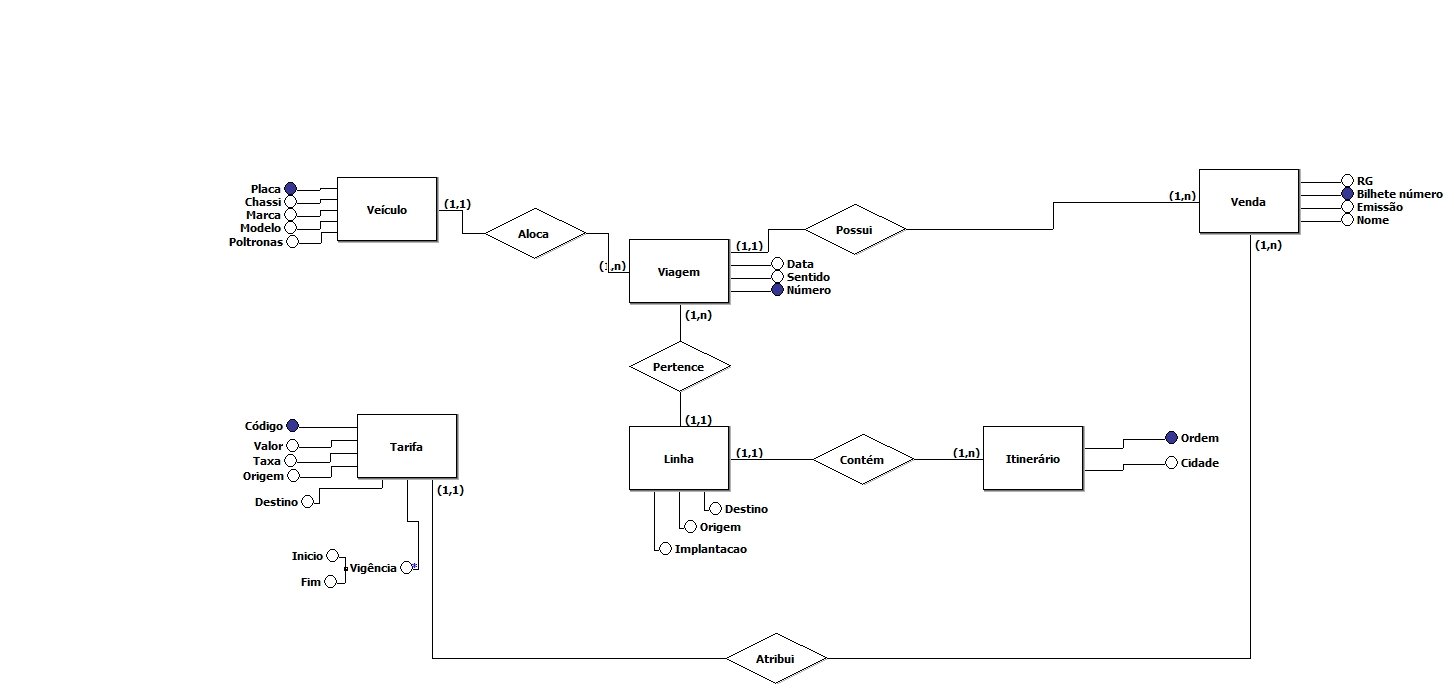 Placa
Chassi
Marca
Modelo
Poltronas
Veículo
(1,1)
Aloca
(1,n)
Viagem
(1,1)
Data
Sentido
Número
Possui
(1,n)
Venda
RG
Bilhete número
Emissão
Nome
(1,n)
(1,n)
Pertence
(1,1)
Linha
(1,1)
Contém
(1,n)
Itinerário
Ordem
Cidade
Destino
Origem
Implantacao
Código
Valor
Taxa
Origem
Destino
Tarifa
(1,1)
Inicio
Fim
Vigência
*
Atribui